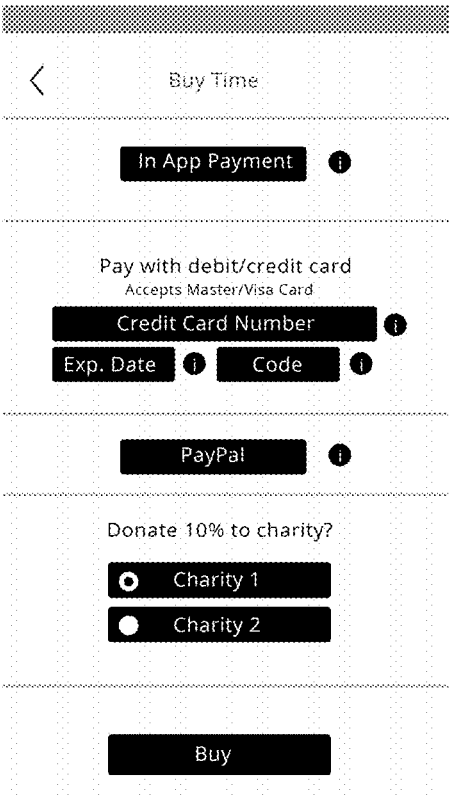 Buy Time
In App Payment i
Pay with debit/credit card
Accepts Master/Visa Card
Credit Card Number i
Exp. Date i Code i
PayPal i
Donate 10% to charity?
Charity 1
Charity 2
Buy